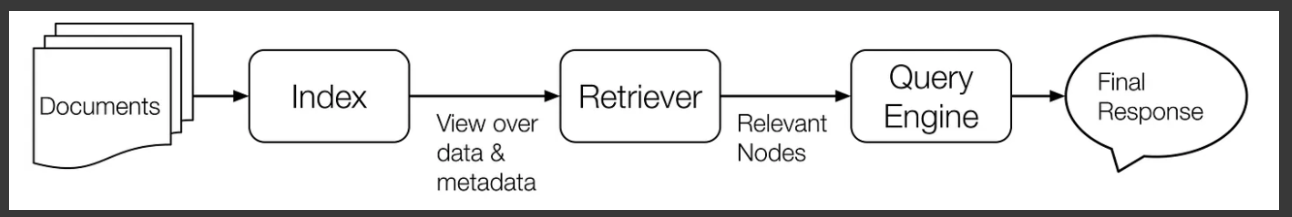 Documents
Index
View over
data &
metadata
Retriever
Relevant
Nodes
Query
Engine
Final
Response